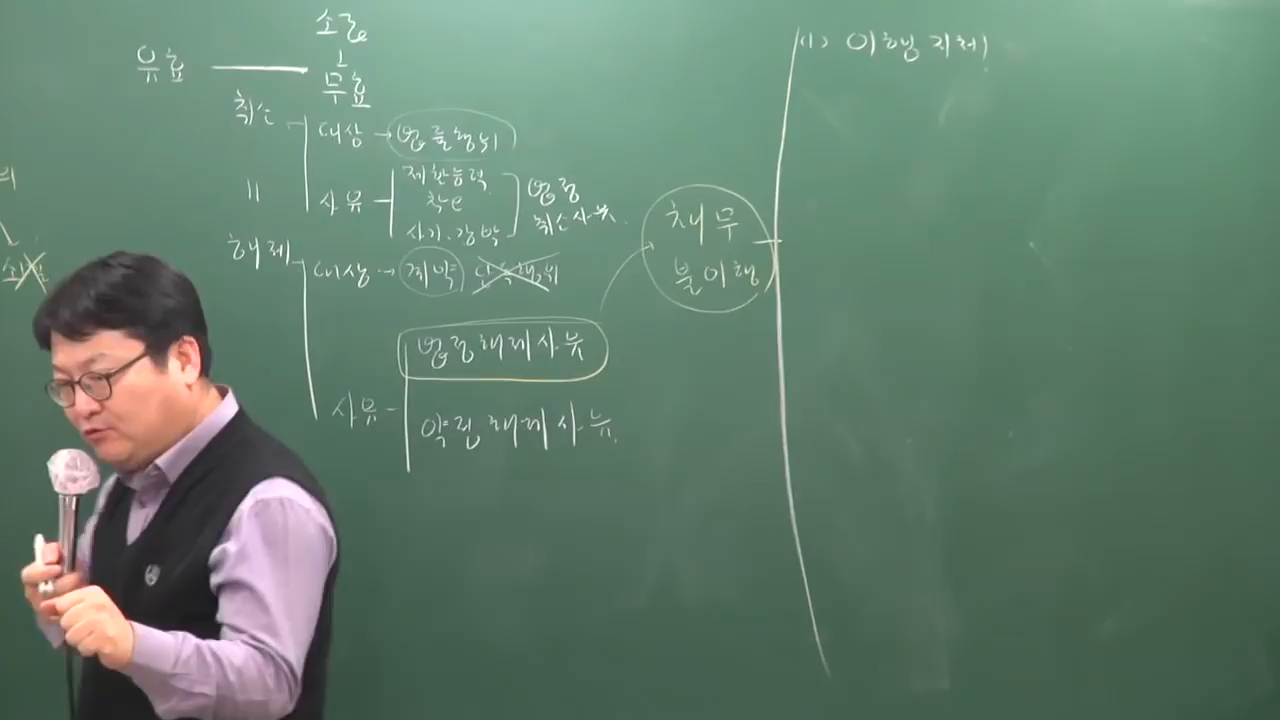 유효 — 소급
무효
취소
대상 → 법률행위
사유
제한능력
착오
사기·강박
법정
취소사유.
=
해제
대상 → 계약 단독행위
사유
법정해제사유
약정해제사유.
채무
불이행
(1) 이행지체